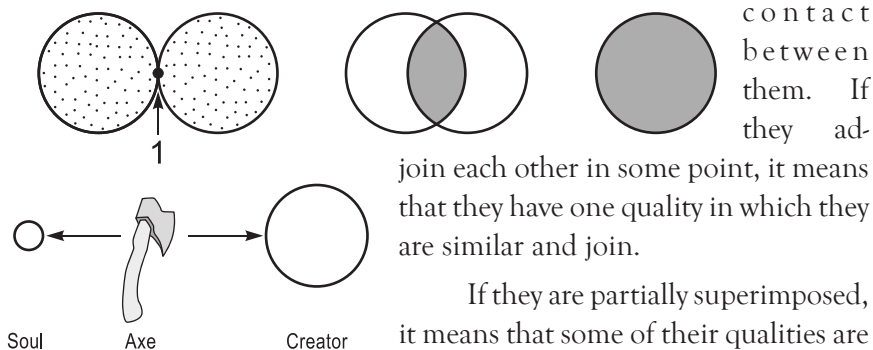 contact
between
them. If
they ad-
1
join each other in some point, it means
that they have one quality in which they
are similar and join.
If they are partially superimposed,
it means that some of their qualities are
Soul Axe Creator